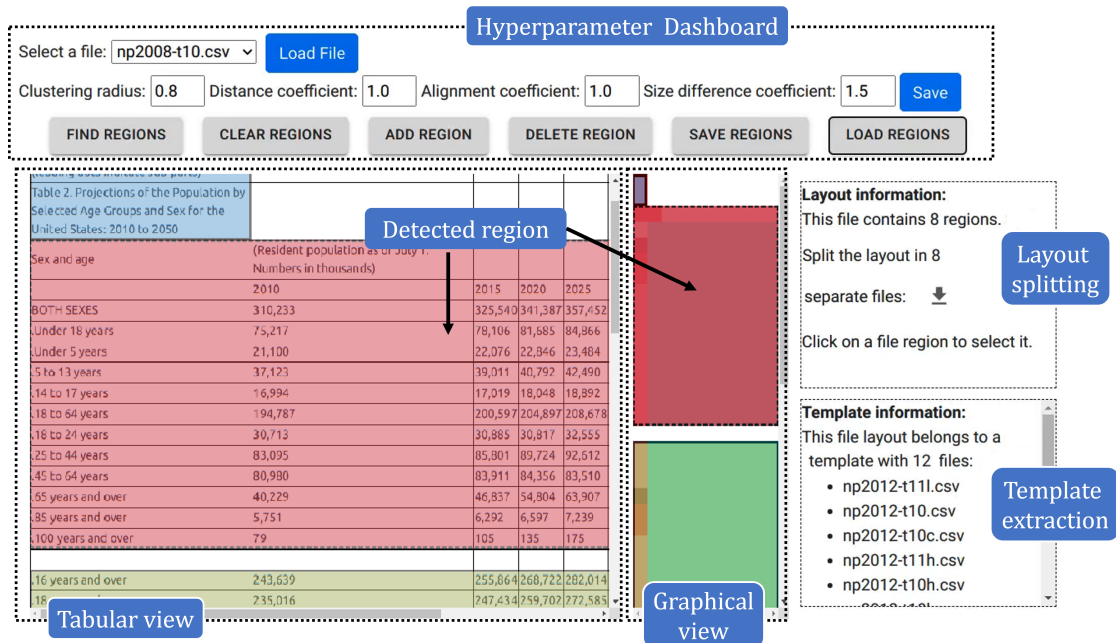 Hyperparameter Dashboard
Select a file: np2008-t10.csv Load File
Clustering radius: 0.8 Distance coefficient: 1.0 Alignment coefficient: 1.0 Size difference coefficient: 1.5 Save
FIND REGIONS CLEAR REGIONS ADD REGION DELETE REGION SAVE REGIONS LOAD REGIONS
Table 2. Projections of the Population by
Selected Age Groups and Sex for the
United States: 2010 to 2050
Detected region
Sex and age (Resident population as of July 1.
Numbers in thousands)
2010 2015 2020 2025
BOTH SEXES 310,233 325,540 341,387 357,452
.Under 18 years 75,217 78,106 81,685 84,866
.Under 5 years 21,100 22,076 22,846 23,484
.5 to 13 years 37,123 39,011 40,792 42,490
.14 to 17 years 16,994 17,019 18,048 18,892
.18 to 64 years 194,787 200,597 204,897 208,678
.18 to 24 years 30,713 30,885 30,817 32,555
.25 to 44 years 83,095 85,801 89,724 92,612
.45 to 64 years 80,980 83,911 84,356 83,510
.65 years and over 40,229 46,837 54,804 63,907
.85 years and over 5,751 6,292 6,597 7,239
.100 years and over 79 105 135 175
.16 years and over 243,639 255,864 268,722 282,014
.18 235,016 247,434 259,702 272,585
Tabular view
Graphical
view
Layout information:
This file contains 8 regions.
Split the layout in 8
separate files:
Click on a file region to select it.
Layout
splitting
Template information:
This file layout belongs to a
template with 12 files:
• np2012-t11l.csv
• np2012-t10.csv
• np2012-t10c.csv
• np2012-t11h.csv
• np2012-t10h.csv
Template
extraction